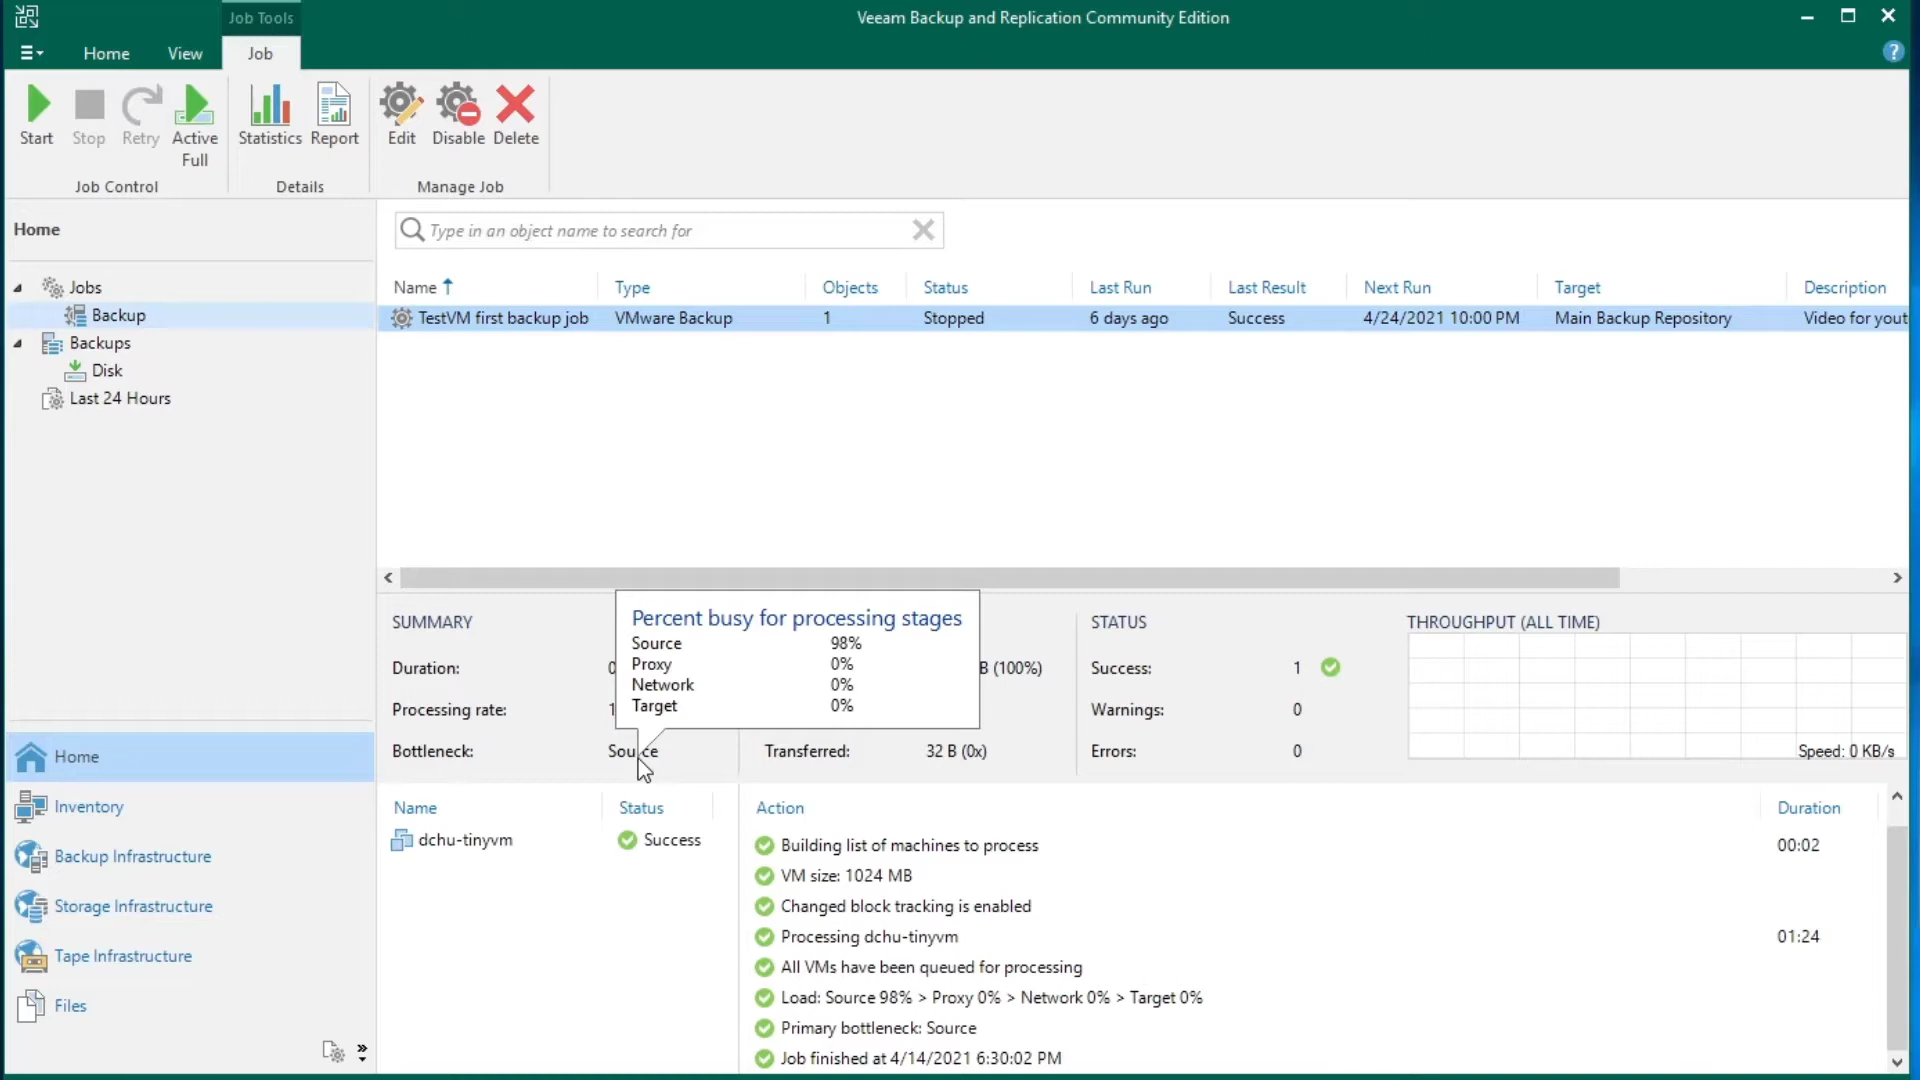 Job Tools
Veeam Backup and Replication Community Edition
Home View Job
Start Stop Retry Active Full Statistics Report Edit Disable Delete
Job Control Details Manage Job
Home
Type in an object name to search for
Jobs
Backup
Backups
Disk
Last 24 Hours
Name Type Objects Status Last Run Last Result Next Run Target Description
TestVM first backup job VMware Backup 1 Stopped 6 days ago Success 4/24/2021 10:00 PM Main Backup Repository Video for yout
Home
Inventory
Backup Infrastructure
Storage Infrastructure
Tape Infrastructure
Files
Percent busy for processing stages
Source 98%
Proxy 0%
Network 0%
Target 0%
SUMMARY
Duration: 0
Processing rate: 1
Bottleneck: Source
B (100%)
Transferred: 32 B (0x)
STATUS
Success: 1
Warnings: 0
Errors: 0
THROUGHPUT (ALL TIME)
Speed: 0 KB/s
Name Status
dchu-tinyvm Success
Action Duration
Building list of machines to process 00:02
VM size: 1024 MB
Changed block tracking is enabled
Processing dchu-tinyvm 01:24
All VMs have been queued for processing
Load: Source 98% > Proxy 0% > Network 0% > Target 0%
Primary bottleneck: Source
Job finished at 4/14/2021 6:30:02 PM